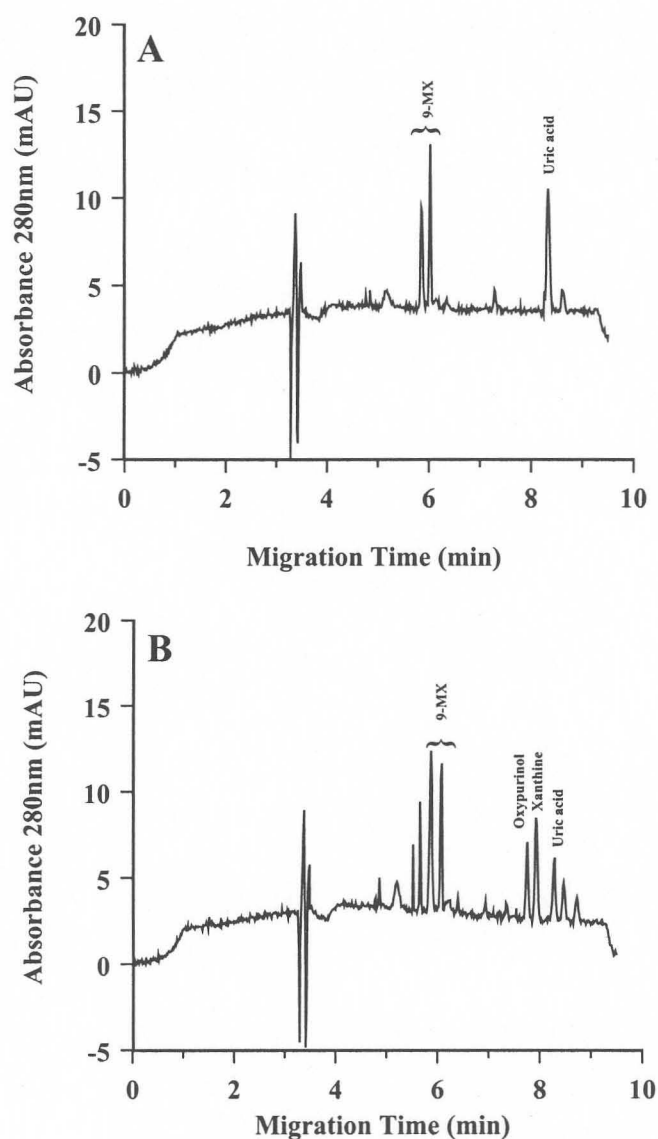 A
20
15
10
5
0
-5
Absorbance 280nm (mAU)
9-MX
Uric acid
0 2 4 6 8 10
Migration Time (min)
B
20
15
10
5
0
-5
Absorbance 280nm (mAU)
9-MX
Oxypurinol
Xanthine
Uric acid
0 2 4 6 8 10
Migration Time (min)